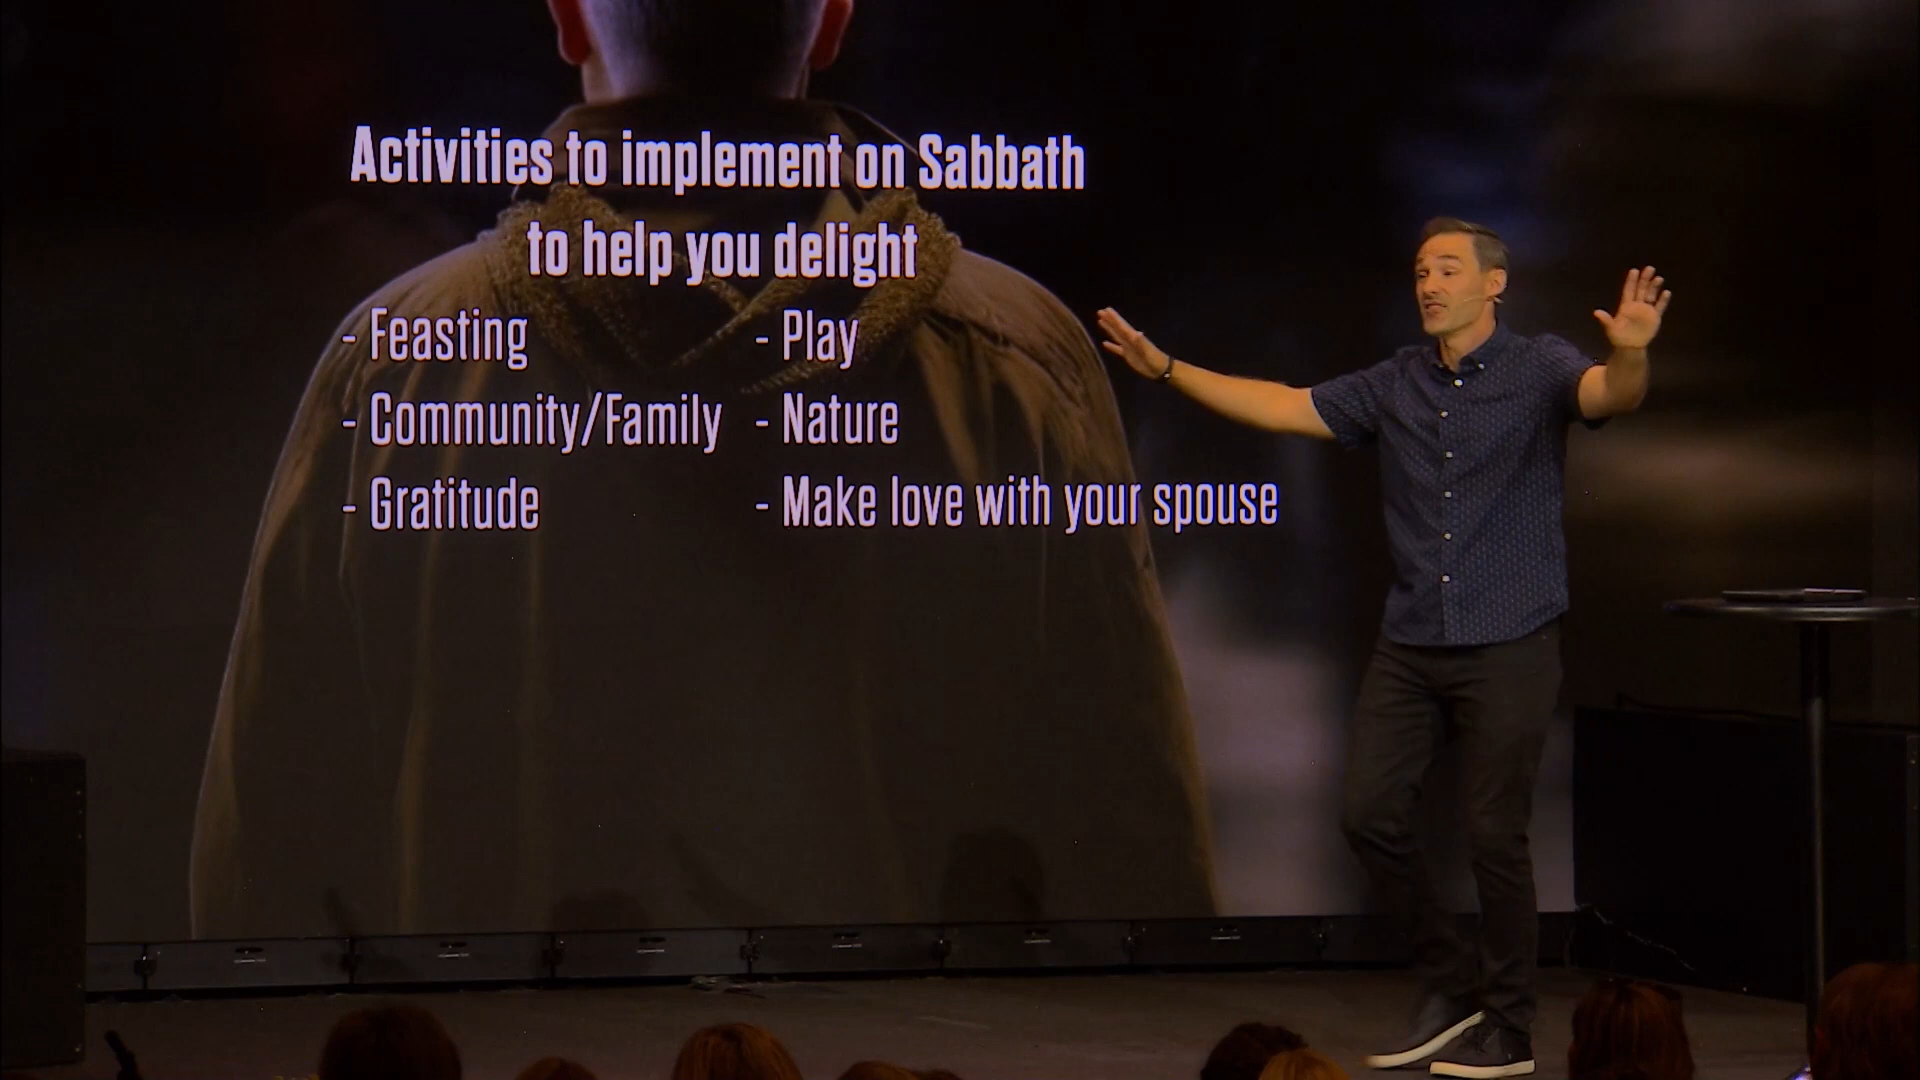 Activities to implement on Sabbath
to help you delight
- Feasting
- Community/Family
- Gratitude
- Play
- Nature
- Make love with your spouse